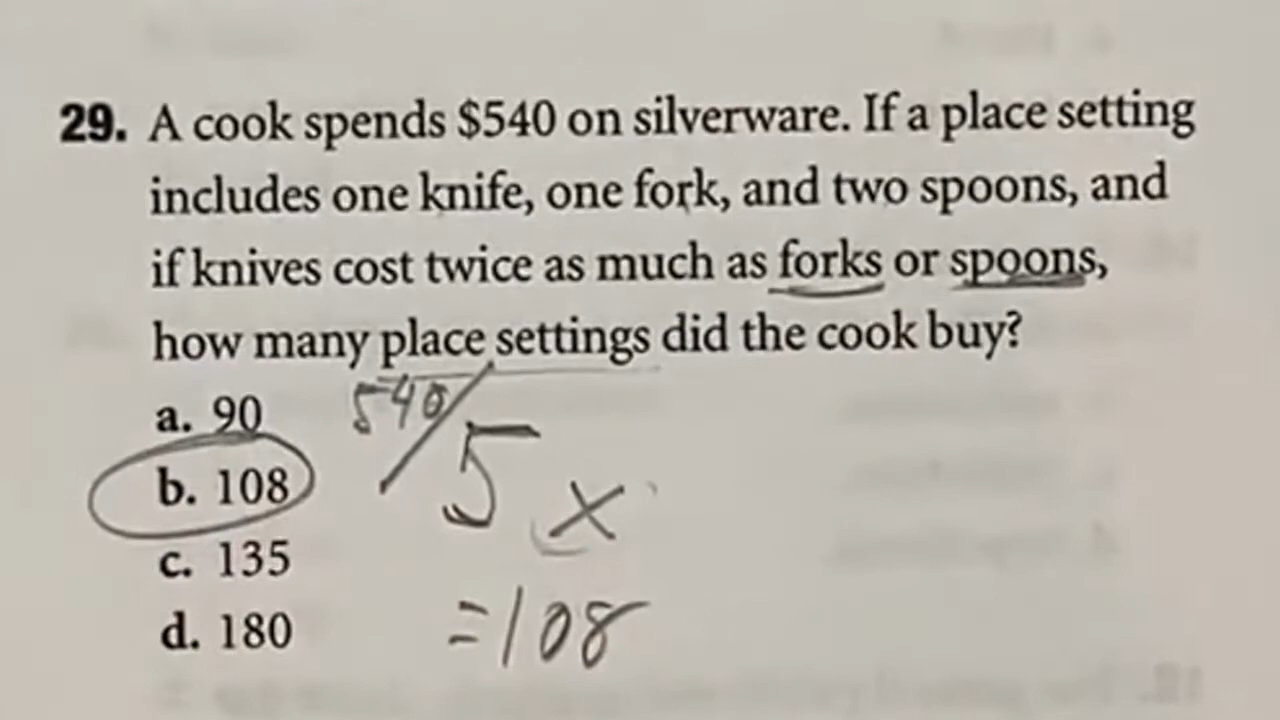 29. A cook spends $540 on silverware. If a place setting
includes one knife, one fork, and two spoons, and
if knives cost twice as much as forks or spoons,
how many place settings did the cook buy?
a. 90
540/5x
b. 108
c. 135
=108
d. 180